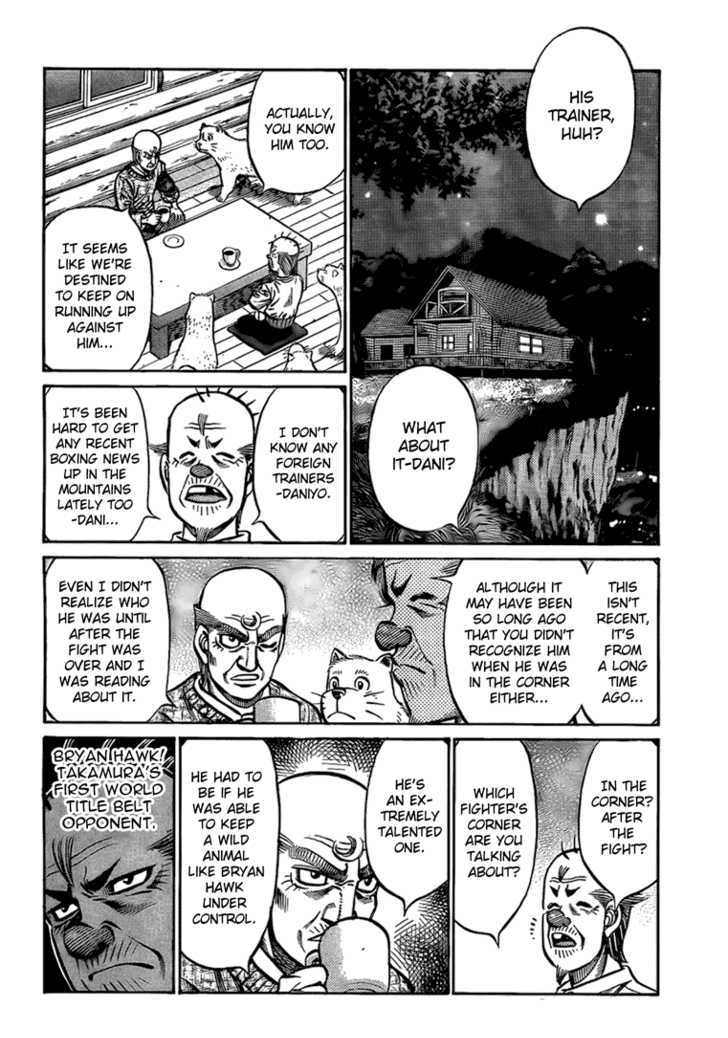 HIS
TRAINER,
HUH?
WHAT
ABOUT
IT-DANI?
ACTUALLY,
YOU KNOW
HIM TOO.
IT SEEMS
LIKE WE'RE
DESTINED
TO KEEP ON
RUNNING UP
AGAINST
HIM...
I DON'T
KNOW ANY
FOREIGN
TRAINERS
-DANIYO.
IT'S BEEN
HARD TO GET
ANY RECENT
BOXING NEWS
UP IN THE
MOUNTAINS
LATELY TOO
-DANI...
THIS
ISN'T
RECENT,
IT'S
FROM
A LONG
TIME
AGO...
ALTHOUGH IT
MAY HAVE BEEN
SO LONG AGO
THAT YOU DIDN'T
RECOGNIZE HIM
WHEN HE WAS
IN THE CORNER
EITHER...
EVEN I DIDN'T
REALIZE WHO
HE WAS UNTIL
AFTER THE
FIGHT WAS
OVER AND I
WAS READING
ABOUT IT.
IN THE
CORNER?
AFTER
THE
FIGHT?
WHICH
FIGHTER'S
CORNER
ARE YOU
TALKING
ABOUT?
HE'S
AN EX-
TREMELY
TALENTED
ONE.
HE HAD TO
BE IF HE
WAS ABLE
TO KEEP
A WILD
ANIMAL
LIKE BRYAN
HAWK
UNDER
CONTROL.
BRYAN HAWK!
TAKAMURA'S
FIRST WORLD
TITLE BELT
OPPONENT.